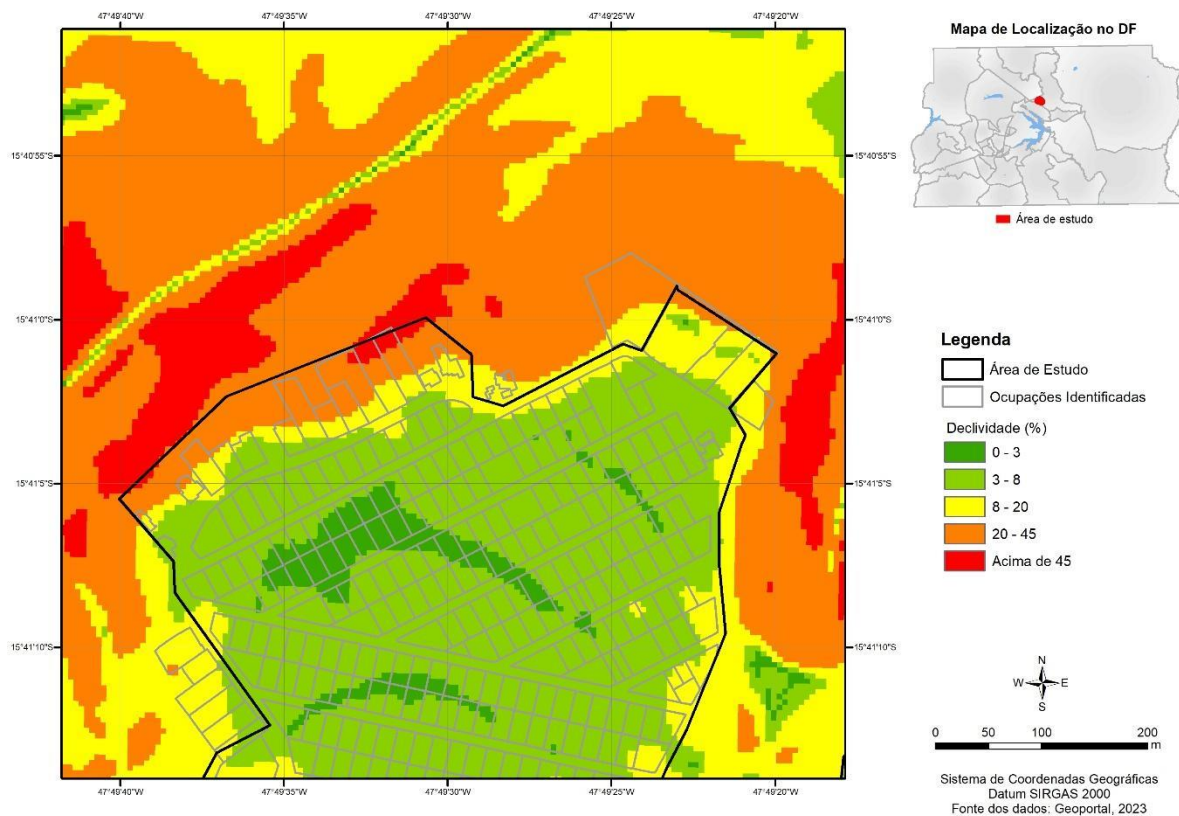 47°49'40"W
47°49'35"W
47°49'30"W
47°49'25"W
47°49'20"W
15°40'55"S
15°40'55"S
15°41'0"S
15°41'0"S
15°41'5"S
15°41'5"S
15°41'10"S
15°41'10"S
47°49'40"W
47°49'35"W
47°49'30"W
47°49'25"W
47°49'20"W
Mapa de Localização no DF
Área de estudo
Legenda
Área de Estudo
Ocupações Identificadas
Declividade (%)
0 - 3
3 - 8
8 - 20
20 - 45
Acima de 45
N
W E
S
0 50 100 200
m
Sistema de Coordenadas Geográficas
Datum SIRGAS 2000
Fonte dos dados: Geoportal, 2023